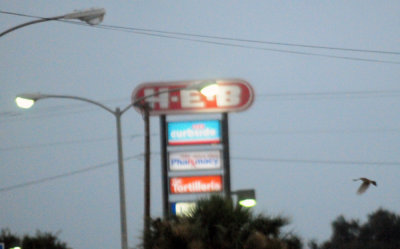 H-E-B
curbside
Pharmacy
Tortilleria